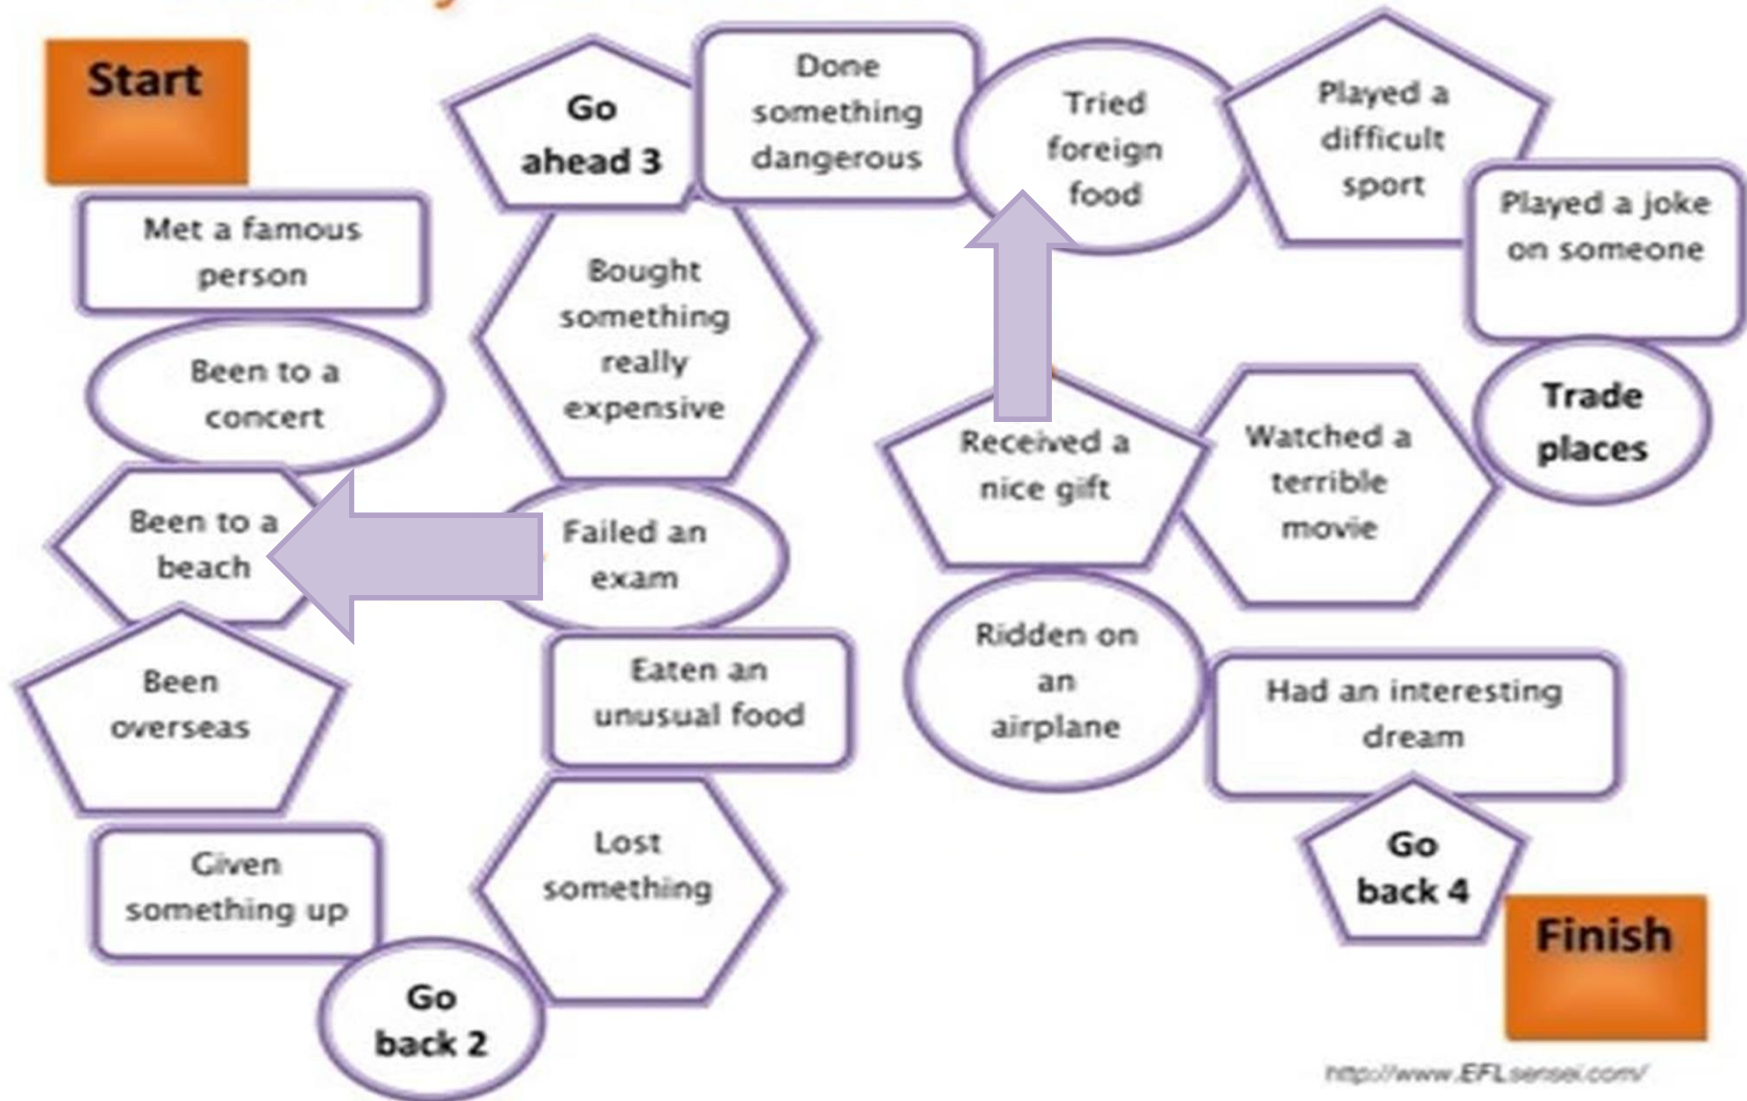 Start
Met a famous
person
Been to a
concert
Been to a
beach
Been
overseas
Given
something up
Go
back 2
Lost
something
Eaten an
unusual food
Failed an
exam
Bought
something
really
expensive
Go
ahead 3
Done
something
dangerous
Tried
foreign
food
Played a
difficult
sport
Played a joke
on someone
Trade
places
Watched a
terrible
movie
Received a
nice gift
Ridden on
an
airplane
Had an interesting
dream
Go
back 4
Finish
http://www.EFLsensei.com/